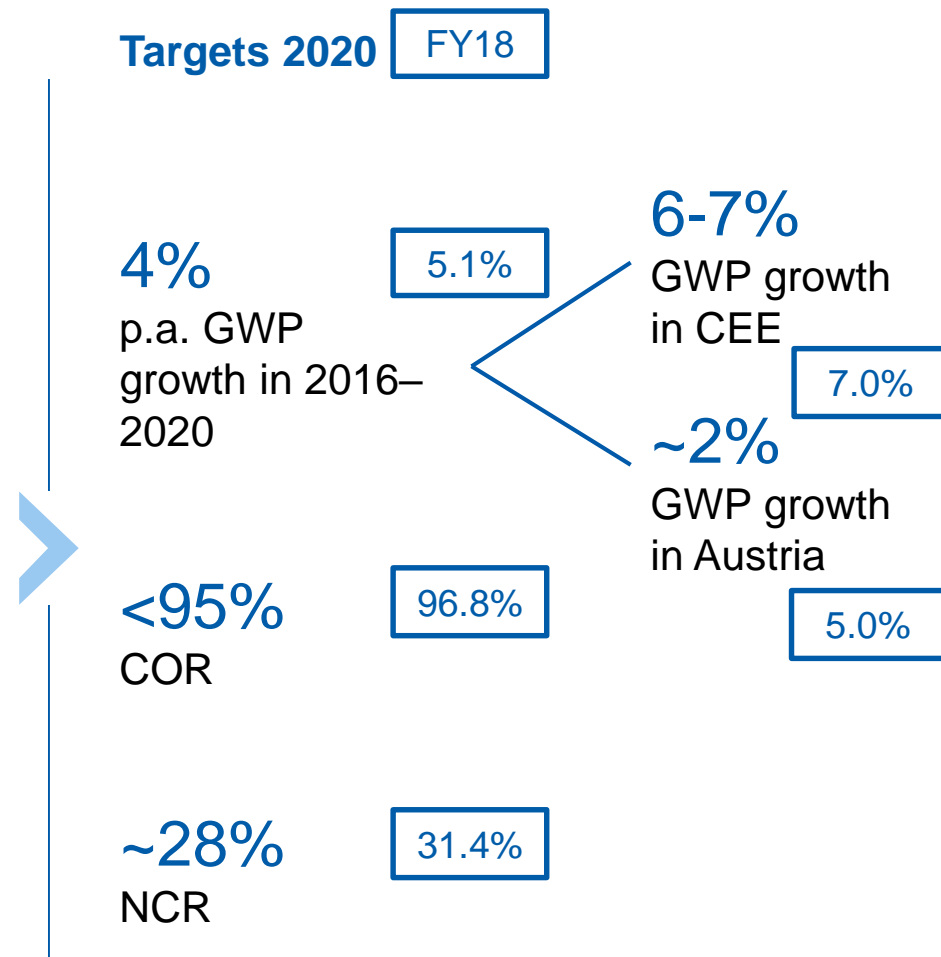 Targets 2020
FY18
4%
5.1%
p.a. GWP
growth in 2016–
2020
6-7%
GWP growth
in CEE
7.0%
~2%
GWP growth
in Austria
5.0%
<95%
96.8%
COR
~28%
31.4%
NCR